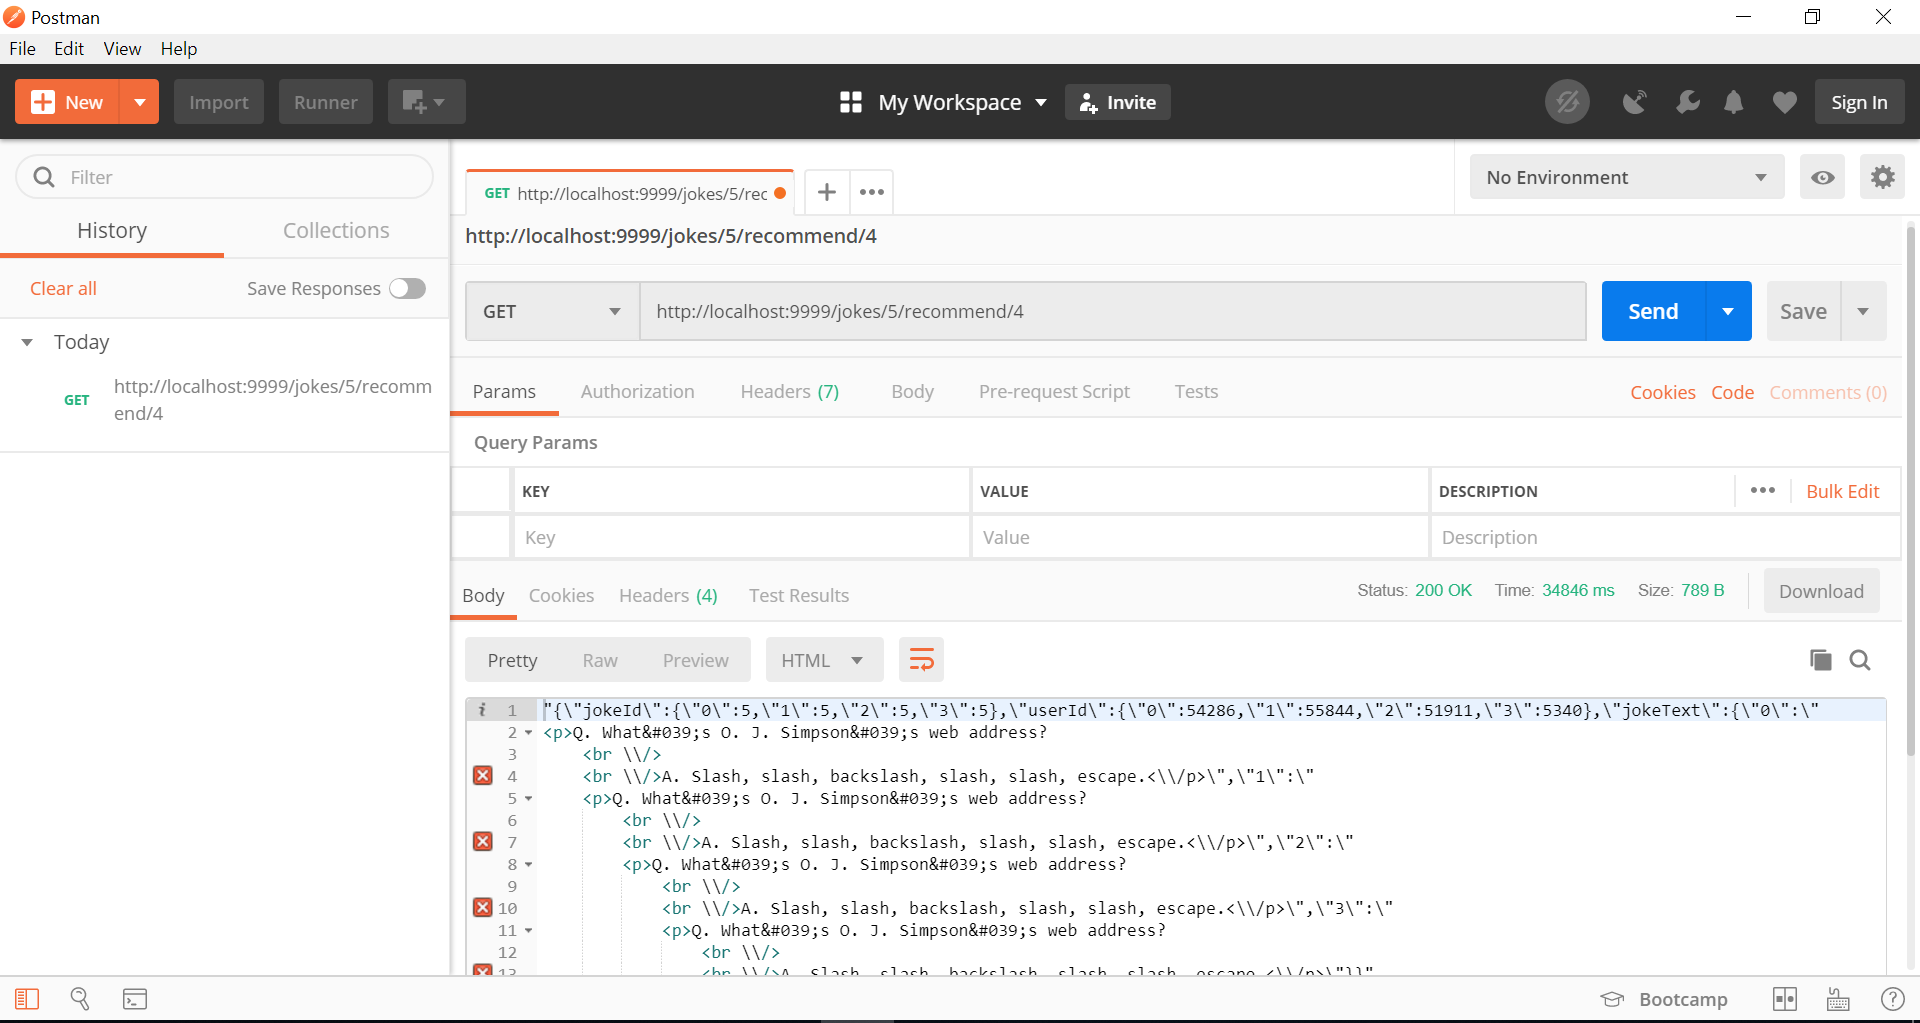 Postman
File Edit View Help
New Import Runner My Workspace Invite Sign In
Filter
History Collections
Clear all Save Responses
Today
GET http://localhost:9999/jokes/5/recomm
end/4
GET http://localhost:9999/jokes/5/rec
No Environment
http://localhost:9999/jokes/5/recommend/4
GET http://localhost:9999/jokes/5/recommend/4 Send Save
Params Authorization Headers (7) Body Pre-request Script Tests Cookies Code Comments (0)
Query Params
KEY VALUE DESCRIPTION ••• Bulk Edit
Key Value Description
Body Cookies Headers (4) Test Results Status: 200 OK Time: 34846 ms Size: 789 B Download
Pretty Raw Preview HTML
i 1 "{\"jokeId\":{\"0\":5,\"1\":5,\"2\":5,\"3\":5},\"userId\":{\"0\":54286,\"1\":55844,\"2\":51911,\"3\":5340},\"jokeText\":{\"0\":\"
2 <p>Q. What&#039;s O. J. Simpson&#039;s web address?
3 <br \\/>
4 <br \\/>A. Slash, slash, backslash, slash, slash, escape.<\\/p>\",\"1\":\"
5 <p>Q. What&#039;s O. J. Simpson&#039;s web address?
6 <br \\/>
7 <br \\/>A. Slash, slash, backslash, slash, slash, escape.<\\/p>\",\"2\":\"
8 <p>Q. What&#039;s O. J. Simpson&#039;s web address?
9 <br \\/>
10 <br \\/>A. Slash, slash, backslash, slash, slash, escape.<\\/p>\",\"3\":\"
11 <p>Q. What&#039;s O. J. Simpson&#039;s web address?
12 <br \\/>
13 <br \\/>A. Slash, slash, backslash, slash, slash, escape.<\\/p>\"}}"
Bootcamp